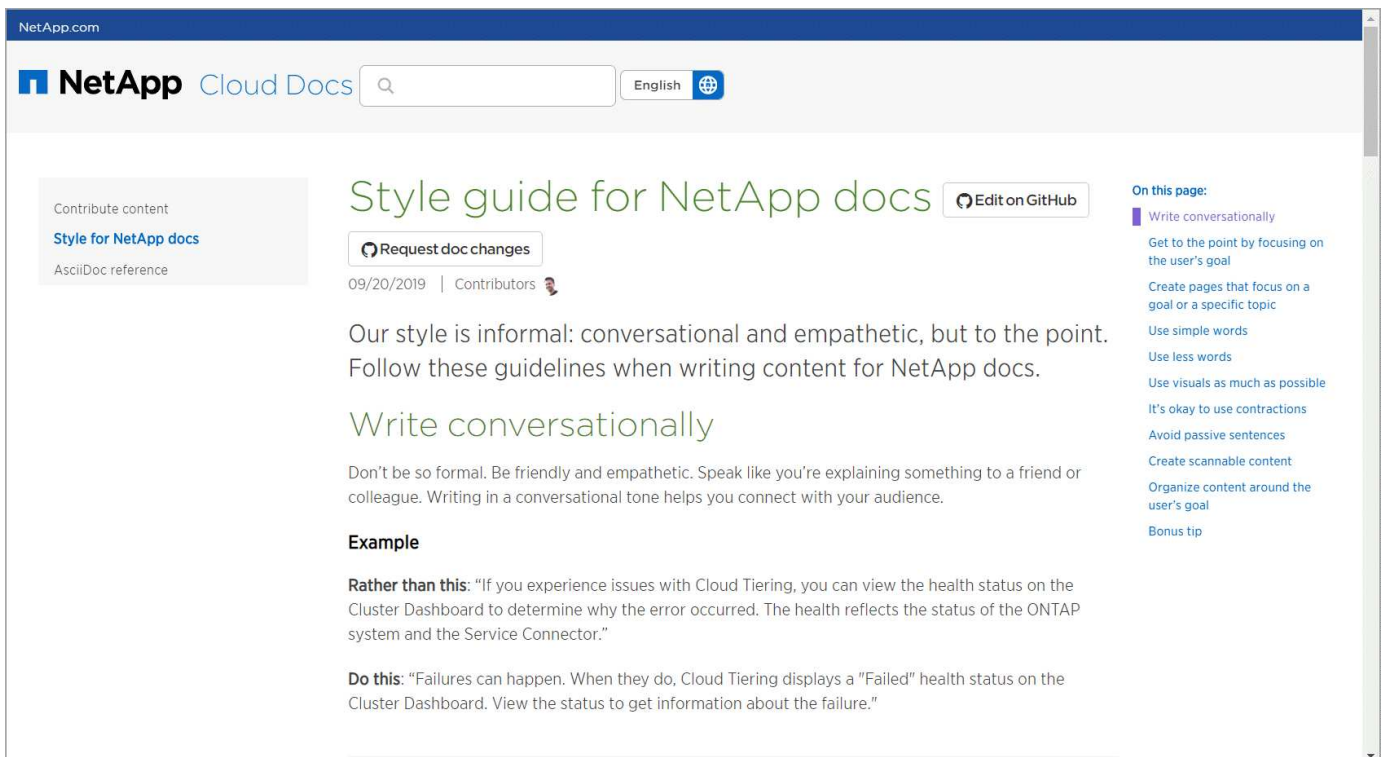 NetApp.com
NetApp Cloud Docs
English
Contribute content
Style for NetApp docs
AsciiDoc reference
Style guide for NetApp docs
Edit on GitHub
Request doc changes
09/20/2019 | Contributors
Our style is informal: conversational and empathetic, but to the point.
Follow these guidelines when writing content for NetApp docs.
Write conversationally
Don't be so formal. Be friendly and empathetic. Speak like you're explaining something to a friend or
colleague. Writing in a conversational tone helps you connect with your audience.
Example
Rather than this: “If you experience issues with Cloud Tiering, you can view the health status on the
Cluster Dashboard to determine why the error occurred. The health reflects the status of the ONTAP
system and the Service Connector.”
Do this: “Failures can happen. When they do, Cloud Tiering displays a "Failed" health status on the
Cluster Dashboard. View the status to get information about the failure."
On this page:
Write conversationally
Get to the point by focusing on
the user's goal
Create pages that focus on a
goal or a specific topic
Use simple words
Use less words
Use visuals as much as possible
It's okay to use contractions
Avoid passive sentences
Create scannable content
Organize content around the
user's goal
Bonus tip